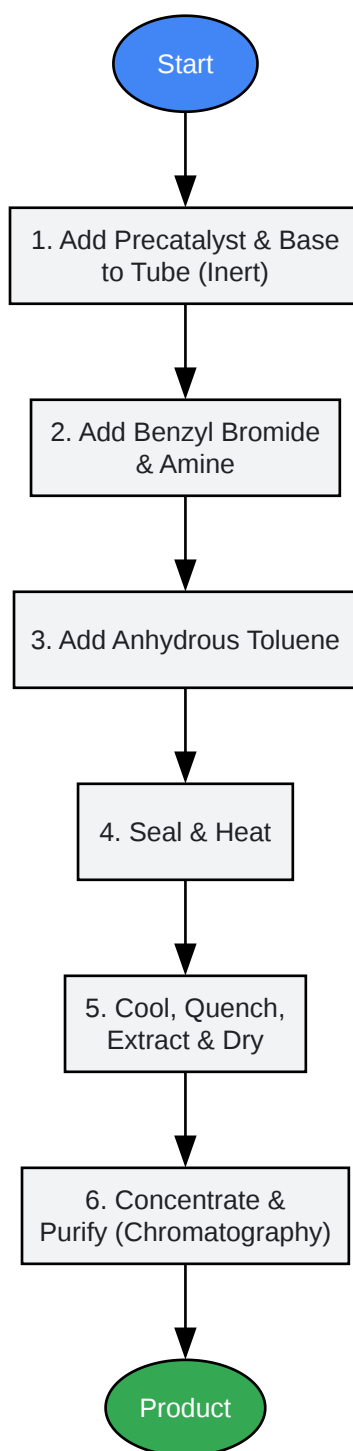 Start
1. Add Precatalyst & Base
to Tube (Inert)
2. Add Benzyl Bromide
& Amine
3. Add Anhydrous Toluene
4. Seal & Heat
5. Cool, Quench,
Extract & Dry
6. Concentrate &
Purify (Chromatography)
Product